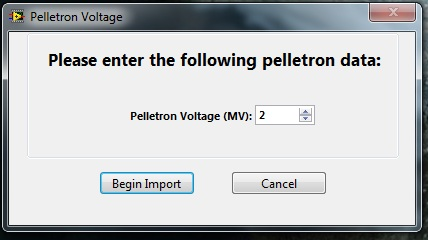 Pelletron Voltage
Please enter the following pelletron data:
Pelletron Voltage (MV): 2
Begin Import
Cancel